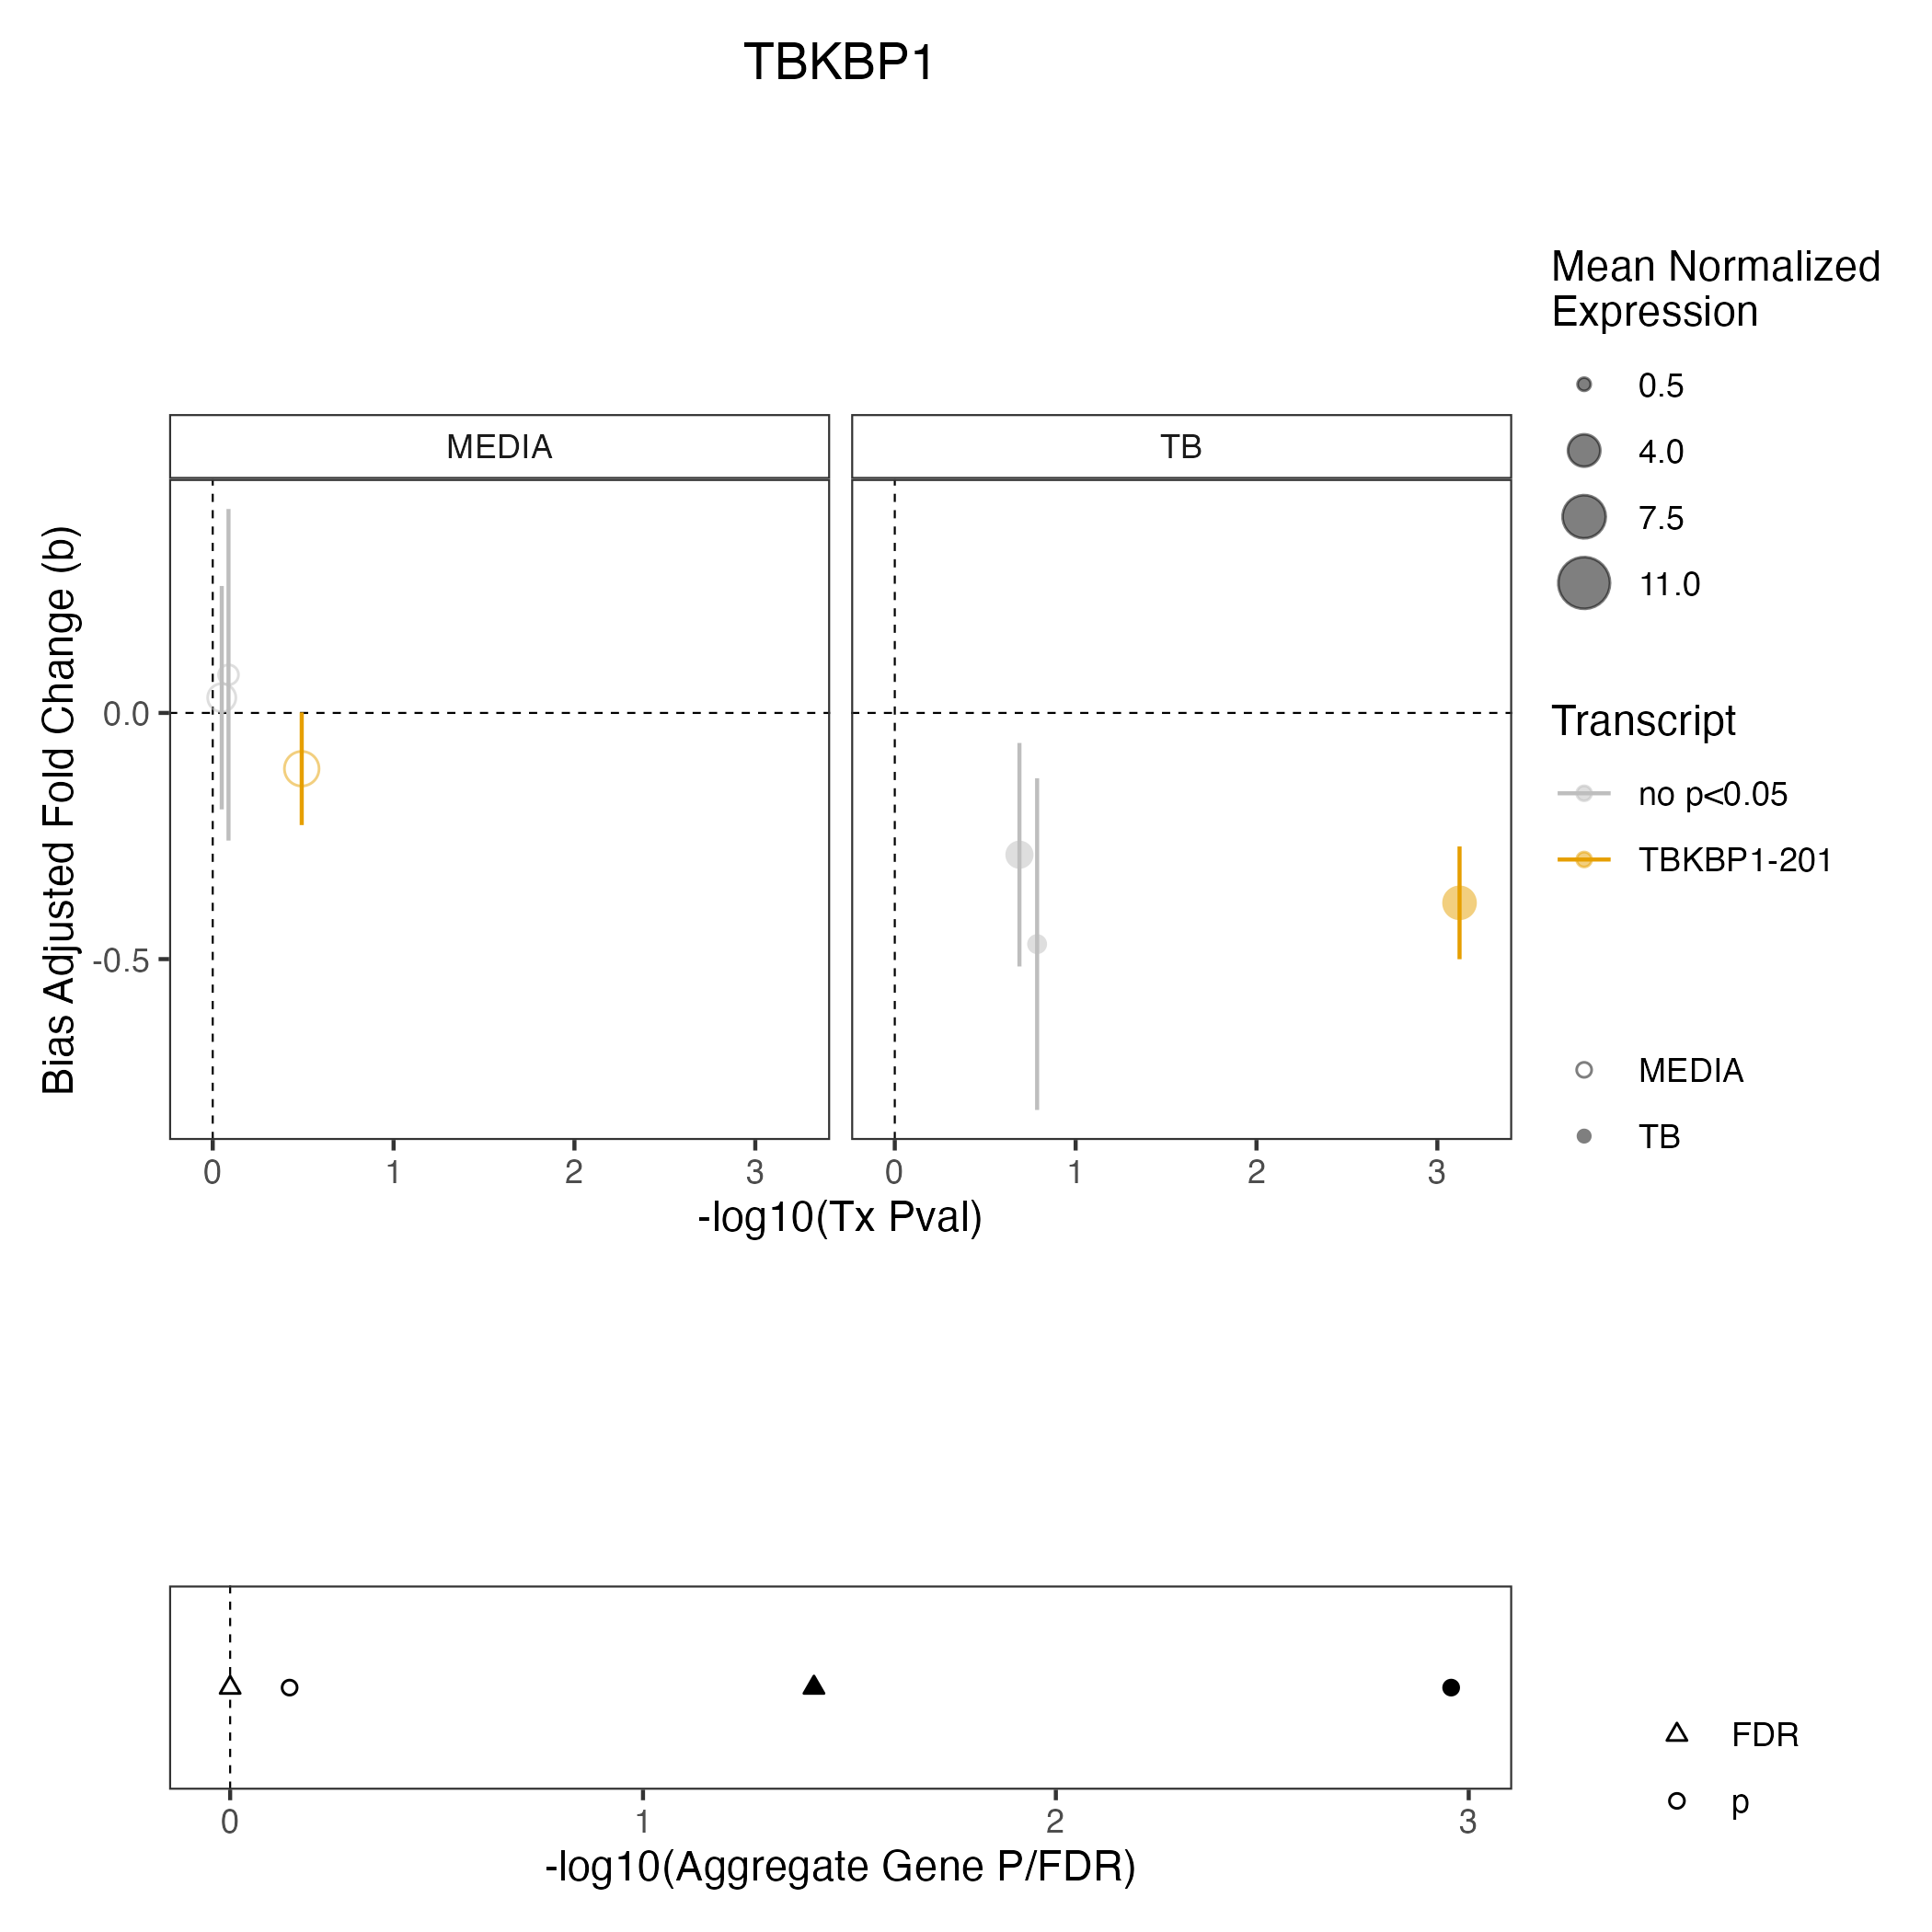 TBKBP1
MEDIA
TB
Bias Adjusted Fold Change (b)
0.0
-0.5
0
1
2
3
0
1
2
3
-log10(Tx Pval)
Mean Normalized
Expression
0.5
4.0
7.5
11.0
Transcript
no p<0.05
TBKBP1-201
MEDIA
TB
0
1
2
3
-log10(Aggregate Gene P/FDR)
FDR
p